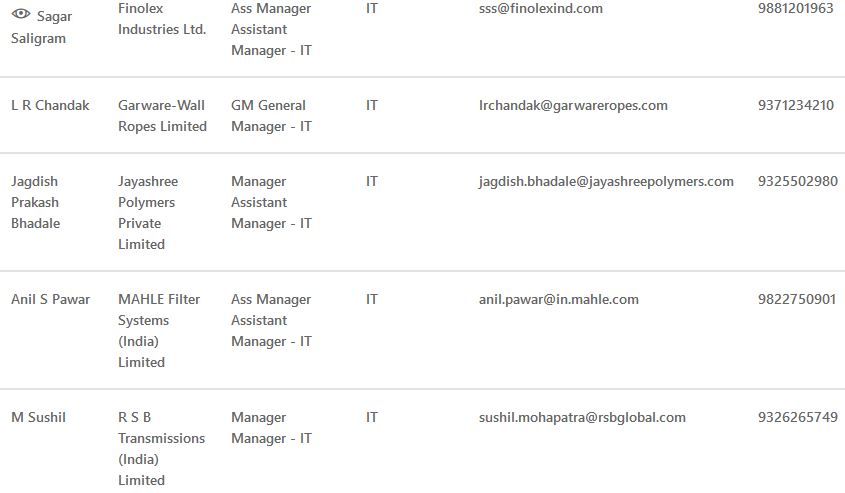 Sagar Saligram Finolex Industries Ltd. Ass Manager Assistant Manager - IT IT sss@finolexind.com 9881201963
L R Chandak Garware-Wall Ropes Limited GM General Manager - IT IT lrchandak@garwareropes.com 9371234210
Jagdish Prakash Bhadale Jayashree Polymers Private Limited Manager Assistant Manager - IT IT jagdish.bhadale@jayashreepolymers.com 9325502980
Anil S Pawar MAHLE Filter Systems (India) Limited Ass Manager Assistant Manager - IT IT anil.pawar@in.mahle.com 9822750901
M Sushil R S B Transmissions (India) Limited Manager Manager - IT IT sushil.mohapatra@rsbglobal.com 9326265749